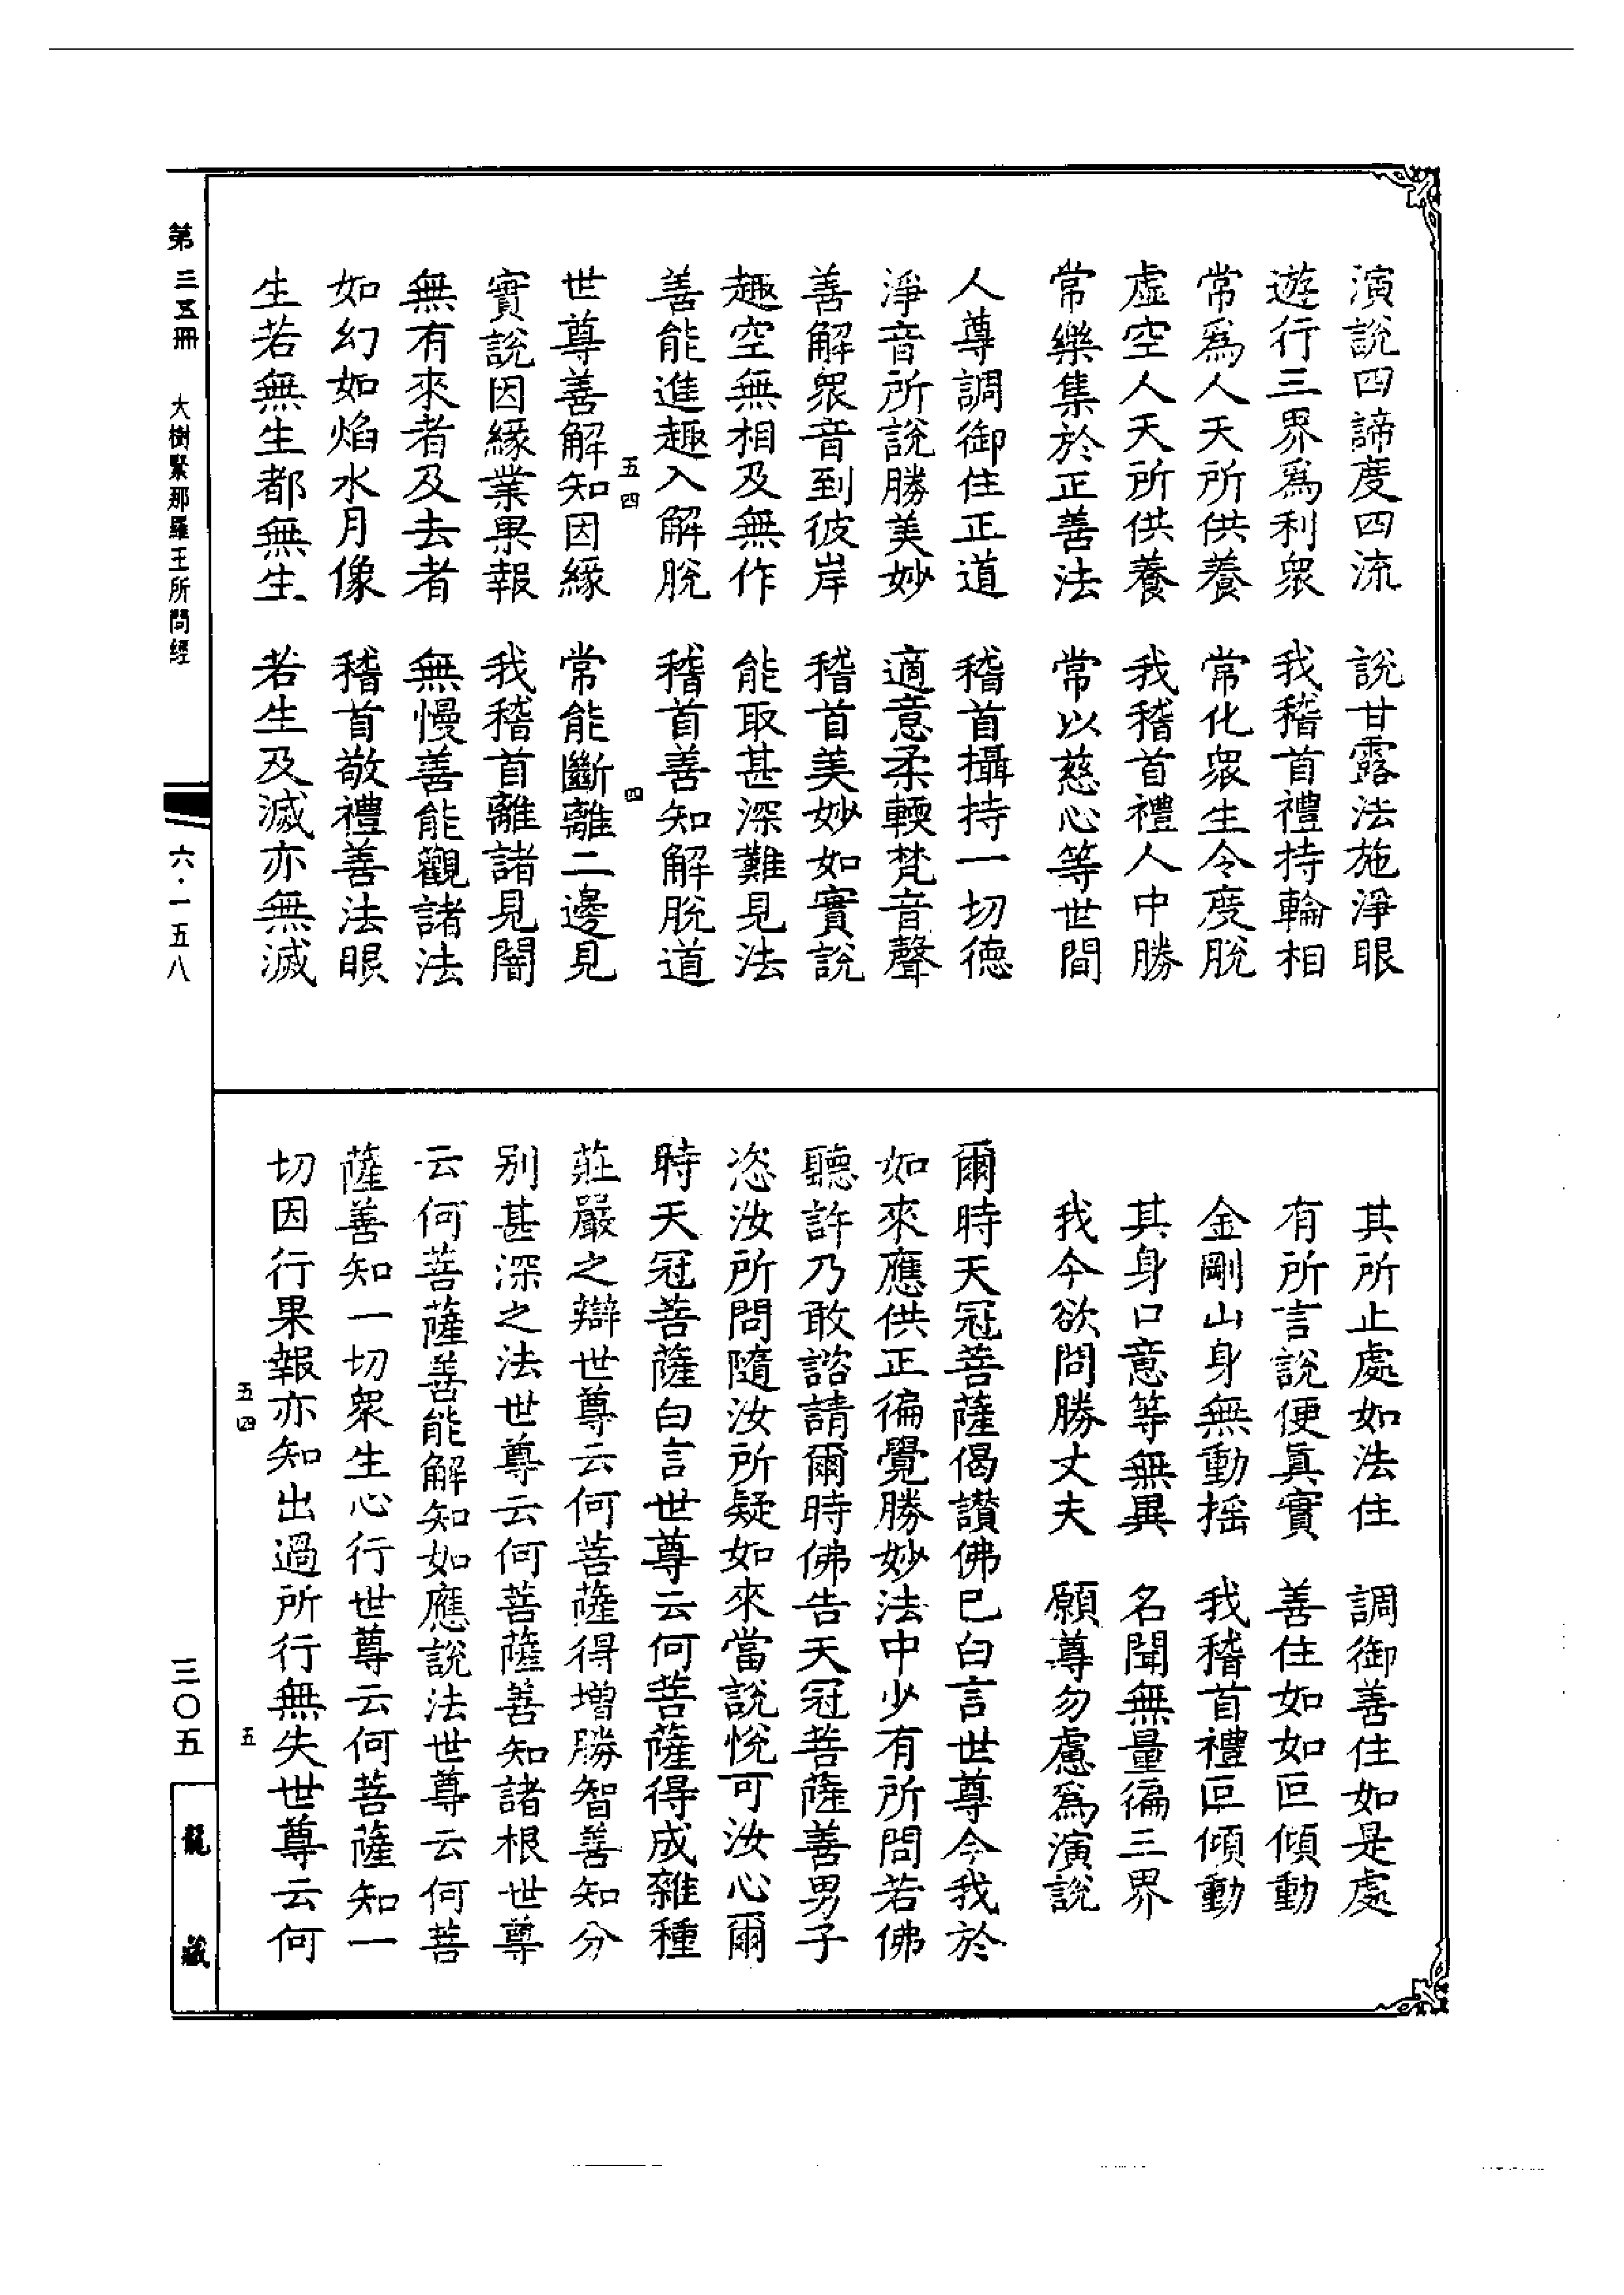 演說四諦度四流　說甘露法施淨眼
遊行三界爲利衆　我稽首禮持輪相
常爲人天所供養　常化衆生令度脫
虛空人天所供養　我稽首禮人中勝
常樂集於正善法　常以慈心等世間
人尊調御住正道　稽首攝持一切德
淨音所說勝美妙　適意柔輭梵音聲
善解衆音到彼岸　稽首美妙如實說
趣空無相及無作　能取甚深難見法
善能進趣入解脫　稽首善知解脫道
五四
四
世尊善解知因緣　常能斷離二邊見
實說因緣業果報　我稽首離諸見闇
無有來者及去者　無慢善能觀諸法
如幻如焰水月像　稽首敬禮善法眼
生若無生都無生　若生及滅亦無滅
其所止處如法住　調御善住如是處
有所言說便眞實　善住如如叵傾動
金剛山身無動搖　我稽首禮叵傾動
其身口意等無異　名聞無量徧三界
我今欲問勝丈夫　願尊勿慮爲演說
爾時天冠菩薩偈讚佛已白言世尊今我於
如來應供正徧覺勝妙法中少有所問若佛
聽許乃敢諮請爾時佛告天冠菩薩善男子
恣汝所問隨汝所疑如來當說悅可汝心爾
時天冠菩薩白言世尊云何菩薩得成雜種
莊嚴之辯世尊云何菩薩得增勝智善知分
别甚深之法世尊云何菩薩善知諸根世尊
云何菩薩善能解知如應說法世尊云何菩
薩善知一切衆生心行世尊云何菩薩知一
切因行果報亦知出過所行無失世尊云何
五四
五
第三五冊　大樹緊那羅王所問經
六·一五八
三〇五
龍藏